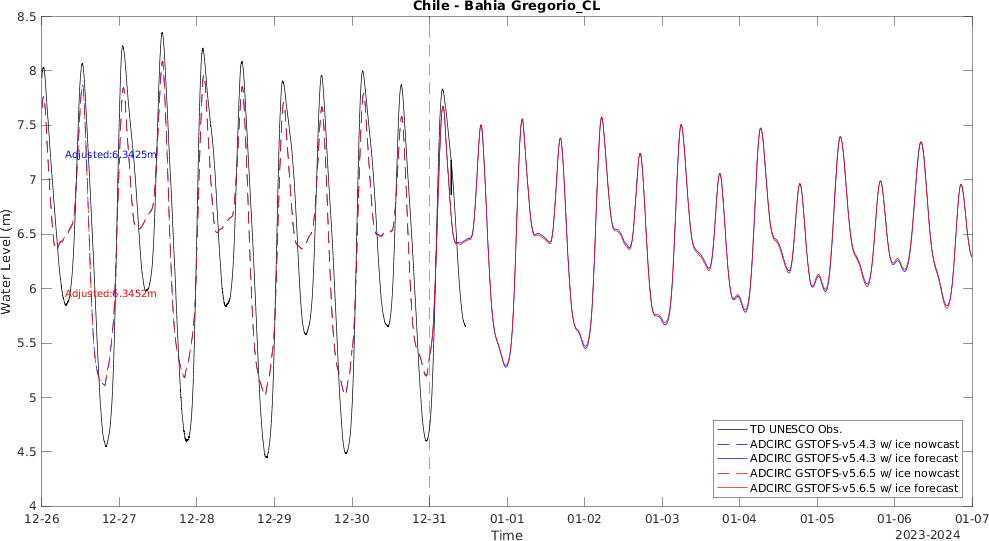 Chile - Bahia Gregorio_CL
8.5
8
7.5
7
6.5
6
5.5
5
4.5
4
Water Level (m)
Adjusted:6.3425m
Adjusted:6.3452m
TD UNESCO Obs.
ADCIRC GSTOFS-v5.4.3 w/ ice nowcast
ADCIRC GSTOFS-v5.4.3 w/ ice forecast
ADCIRC GSTOFS-v5.6.5 w/ ice nowcast
ADCIRC GSTOFS-v5.6.5 w/ ice forecast
12-26 12-27 12-28 12-29 12-30 12-31 01-01 01-02 01-03 01-04 01-05 01-06 01-07
Time
2023-2024